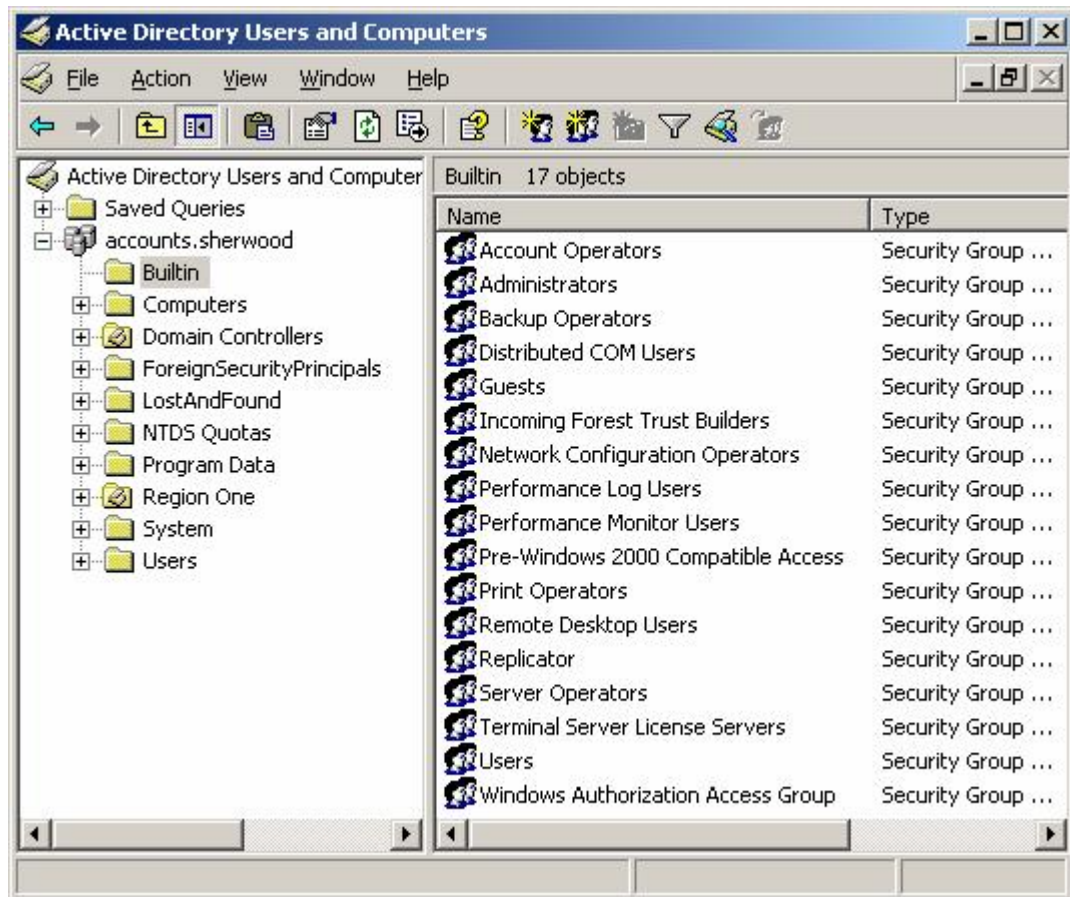 Active Directory Users and Computers
File Action View Window Help
Active Directory Users and Computer
Saved Queries
accounts.sherwood
Builtin
Computers
Domain Controllers
ForeignSecurityPrincipals
LostAndFound
NTDS Quotas
Program Data
Region One
System
Users
Builtin 17 objects
Name Type
Account Operators Security Group ...
Administrators Security Group ...
Backup Operators Security Group ...
Distributed COM Users Security Group ...
Guests Security Group ...
Incoming Forest Trust Builders Security Group ...
Network Configuration Operators Security Group ...
Performance Log Users Security Group ...
Performance Monitor Users Security Group ...
Pre-Windows 2000 Compatible Access Security Group ...
Print Operators Security Group ...
Remote Desktop Users Security Group ...
Replicator Security Group ...
Server Operators Security Group ...
Terminal Server License Servers Security Group ...
Users Security Group ...
Windows Authorization Access Group Security Group ...